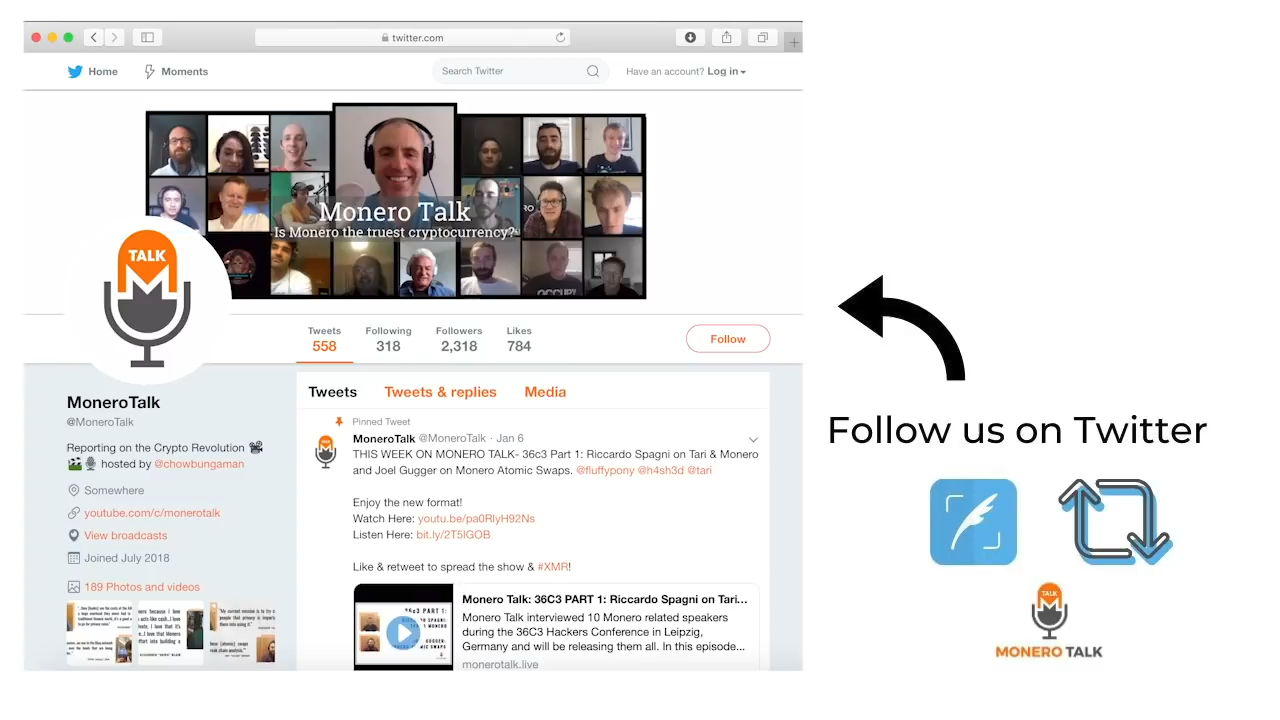 twitter.com
Home
Moments
Search Twitter
Have an account? Log in
Monero Talk
Is Monero the truest cryptocurrency?
TALK
Tweets
Following
Followers
Likes
558
318
2,318
784
Follow
MoneroTalk
@MoneroTalk
Reporting on the Crypto Revolution
hosted by @chowbungaman
Somewhere
youtube.com/c/monerotalk
View broadcasts
Joined July 2018
189 Photos and videos
Tweets
Tweets & replies
Media
Pinned Tweet
MoneroTalk @MoneroTalk · Jan 6
THIS WEEK ON MONERO TALK- 36c3 Part 1: Riccardo Spagni on Tari & Monero
and Joel Gugger on Monero Atomic Swaps. @fluffypony @h4sh3d @tari
Enjoy the new format!
Watch Here: youtu.be/pa0RlyH92Ns
Listen Here: bit.ly/2T5lGOB
Like & retweet to spread the show & #XMR!
Monero Talk: 36C3 PART 1: Riccardo Spagni on Tari...
Monero Talk interviewed 10 Monero related speakers
during the 36C3 Hackers Conference in Leipzig,
Germany and will be releasing them all. In this episode...
monerotalk.live
Follow us on Twitter
TALK
MONERO TALK